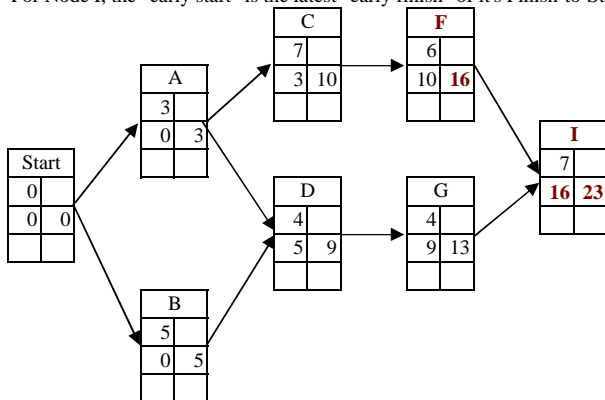 For Node I, the "early start" is the latest "early finish" of it's Finish-to-
C
7
3 10
F
6
10 16
A
3
0 3
I
7
16 23
Start
0
0 0
D
4
5 9
G
4
9 13
B
5
0 5